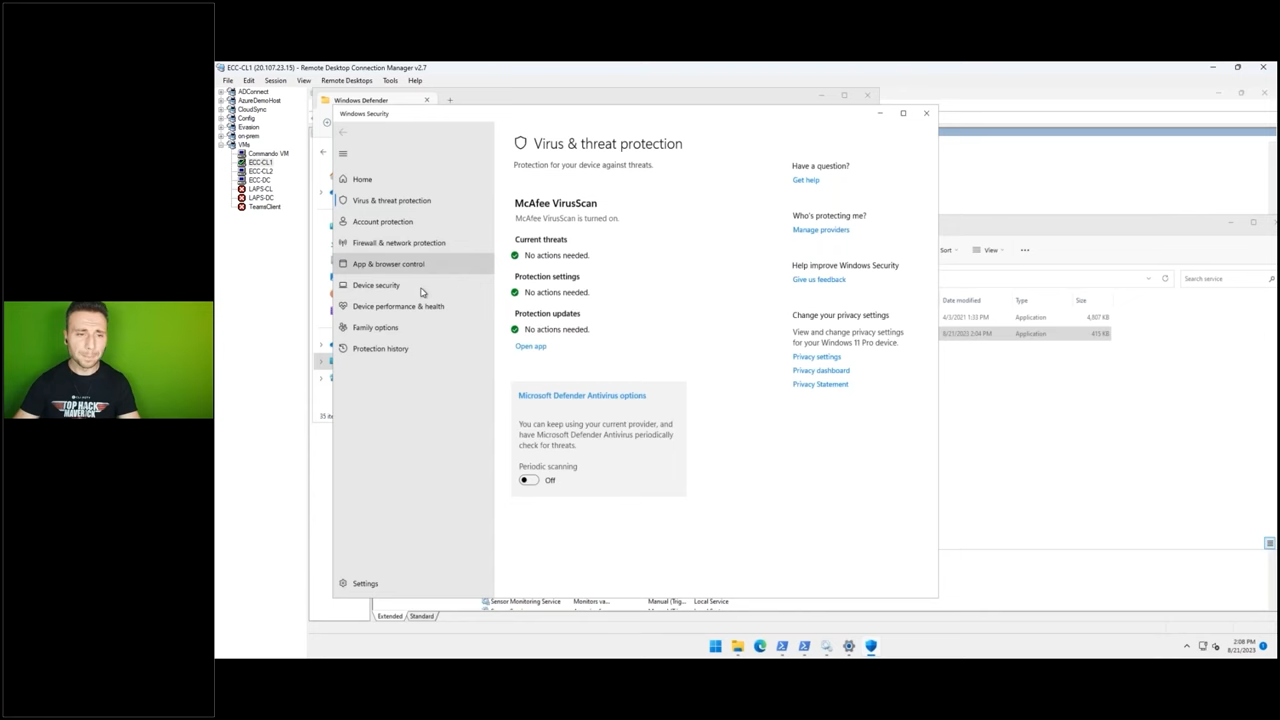 ECC-CL1 (20.107.23.15) - Remote Desktop Connection Manager v2.7
File Edit Session View Remote Desktops Tools Help
ADConnect
AzureDemoHost
CloudSync
Config
Evasion
on-prem
VMs
Commando VM
ECC-CL1
ECC-CL2
ECC-DC
LAPS-CL
LAPS-DC
TeamsClient
Windows Defender
Windows Security
Home
Virus & threat protection
Account protection
Firewall & network protection
App & browser control
Device security
Device performance & health
Family options
Protection history
Settings
Virus & threat protection
Protection for your device against threats.
McAfee VirusScan
McAfee VirusScan is turned on.
Current threats
No actions needed.
Protection settings
No actions needed.
Protection updates
No actions needed.
Open app
Microsoft Defender Antivirus options
You can keep using your current provider, and
have Microsoft Defender Antivirus periodically
check for threats.
Periodic scanning
Off
Have a question?
Get help
Who's protecting me?
Manage providers
Help improve Windows Security
Give us feedback
Change your privacy settings
View and change privacy settings
for your Windows 11 Pro device.
Privacy settings
Privacy dashboard
Privacy Statement
Sort View
Search service
Date modified Type Size
4/3/2021 1:33 PM Application 4,807 KB
8/21/2023 2:04 PM Application 415 KB
35 ite
Sensor Monitoring Service Monitors va... Manual (Trig... Local Service
Extended Standard
2:08 PM
8/21/2023
TOP HACK
MAVERICK